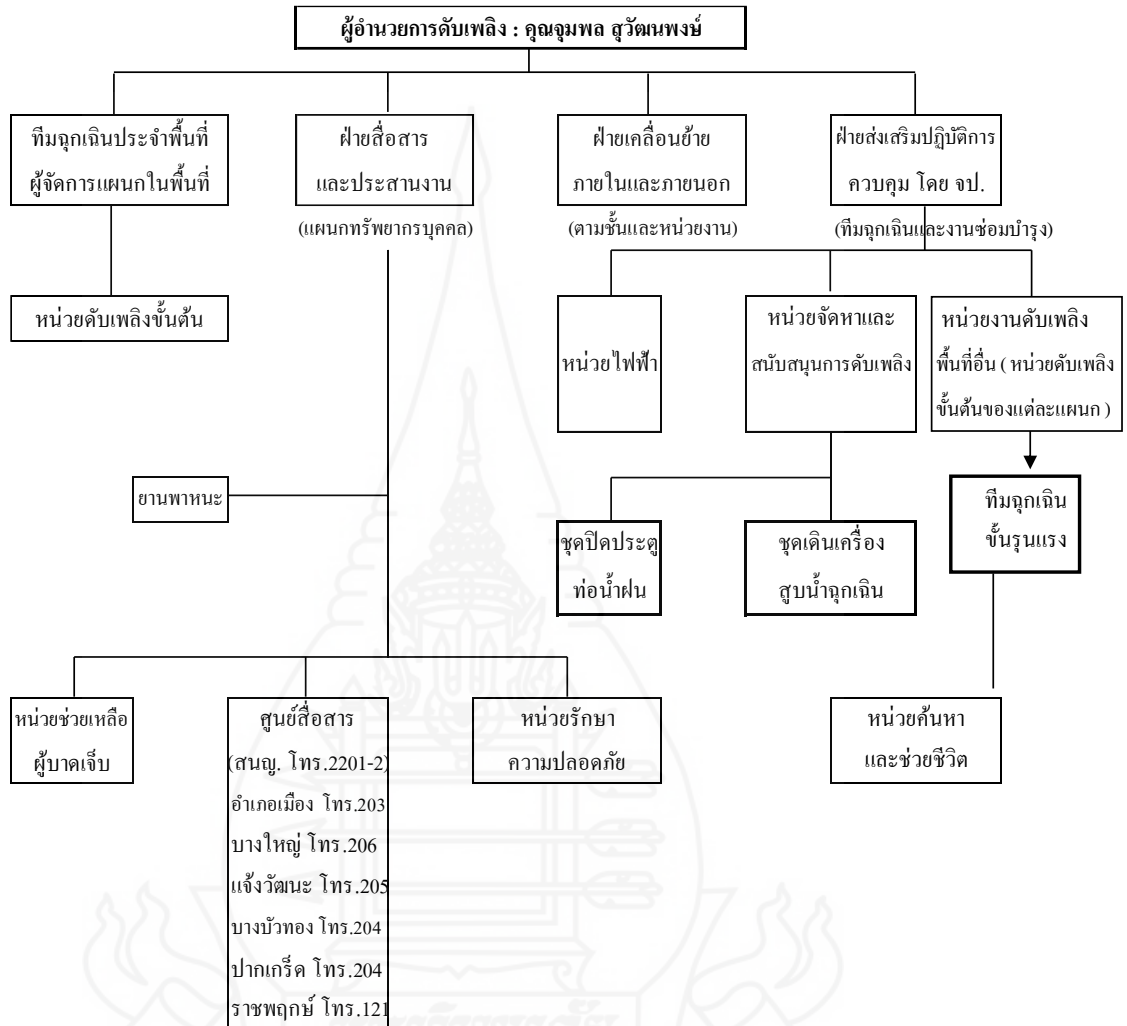 ผู้อำนวยการดับเพลิง : คุณจุมพล สุวัฒนพงษ์
ทีมฉุกเฉินประจำพื้นที่
ผู้จัดการแผนกในพื้นที่
ฝ่ายสื่อสาร
และประสานงาน
(แผนกทรัพยากรบุคคล)
ฝ่ายเคลื่อนย้าย
ภายในและภายนอก
(ตามชั้นและหน่วยงาน)
ฝ่ายส่งเสริมปฏิบัติการ
ควบคุม โดย จป.
(ทีมฉุกเฉินและงานซ่อมบำรุง)
หน่วยดับเพลิงขั้นต้น
หน่วยไฟฟ้า
หน่วยจัดหาและ
สนับสนุนการดับเพลิง
หน่วยงานดับเพลิง
พื้นที่อื่น ( หน่วยดับเพลิง
ขั้นต้นของแต่ละแผนก )
ยานพาหนะ
ชุดปิดประตู
ท่อน้ำฝน
ชุดเดินเครื่อง
สูบน้ำฉุกเฉิน
ทีมฉุกเฉิน
ขั้นรุนแรง
หน่วยช่วยเหลือ
ผู้บาดเจ็บ
ศูนย์สื่อสาร
(สนญ. โทร.2201-2)
อำเภอเมือง โทร.203
บางใหญ่ โทร.206
แจ้งวัฒนะ โทร.205
บางบัวทอง โทร.204
ปากเกร็ด โทร.204
ราชพฤกษ์ โทร.121
หน่วยรักษา
ความปลอดภัย
หน่วยค้นหา
และช่วยชีวิต